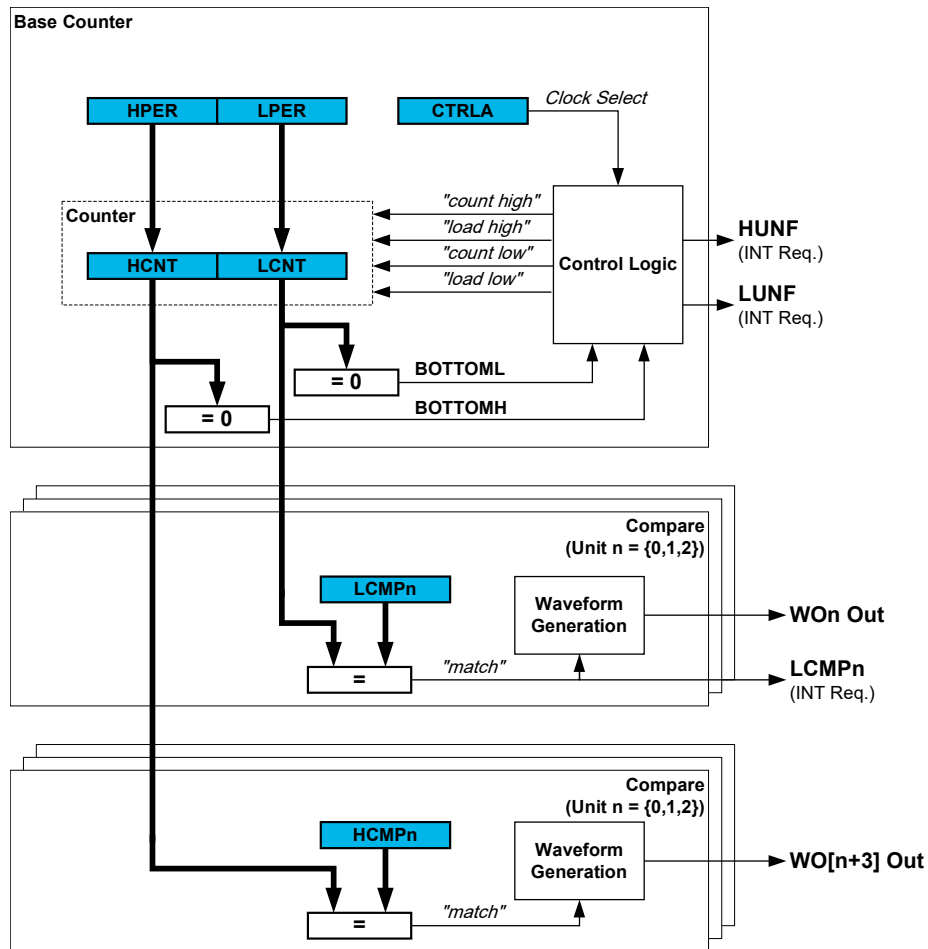 Base Counter
HPER
LPER
CTRLA
Clock Select
Counter
"count high"
"load high"
"count low"
"load low"
Control Logic
HUNF
(INT Req.)
LUNF
(INT Req.)
HCNT
LCNT
= 0
BOTTOML
= 0
BOTTOMH
Compare
(Unit n = {0,1,2})
LCMPn
Waveform
Generation
WOn Out
=
"match"
LCMPn
(INT Req.)
Compare
(Unit n = {0,1,2})
HCMPn
Waveform
Generation
WO[n+3] Out
=
"match"